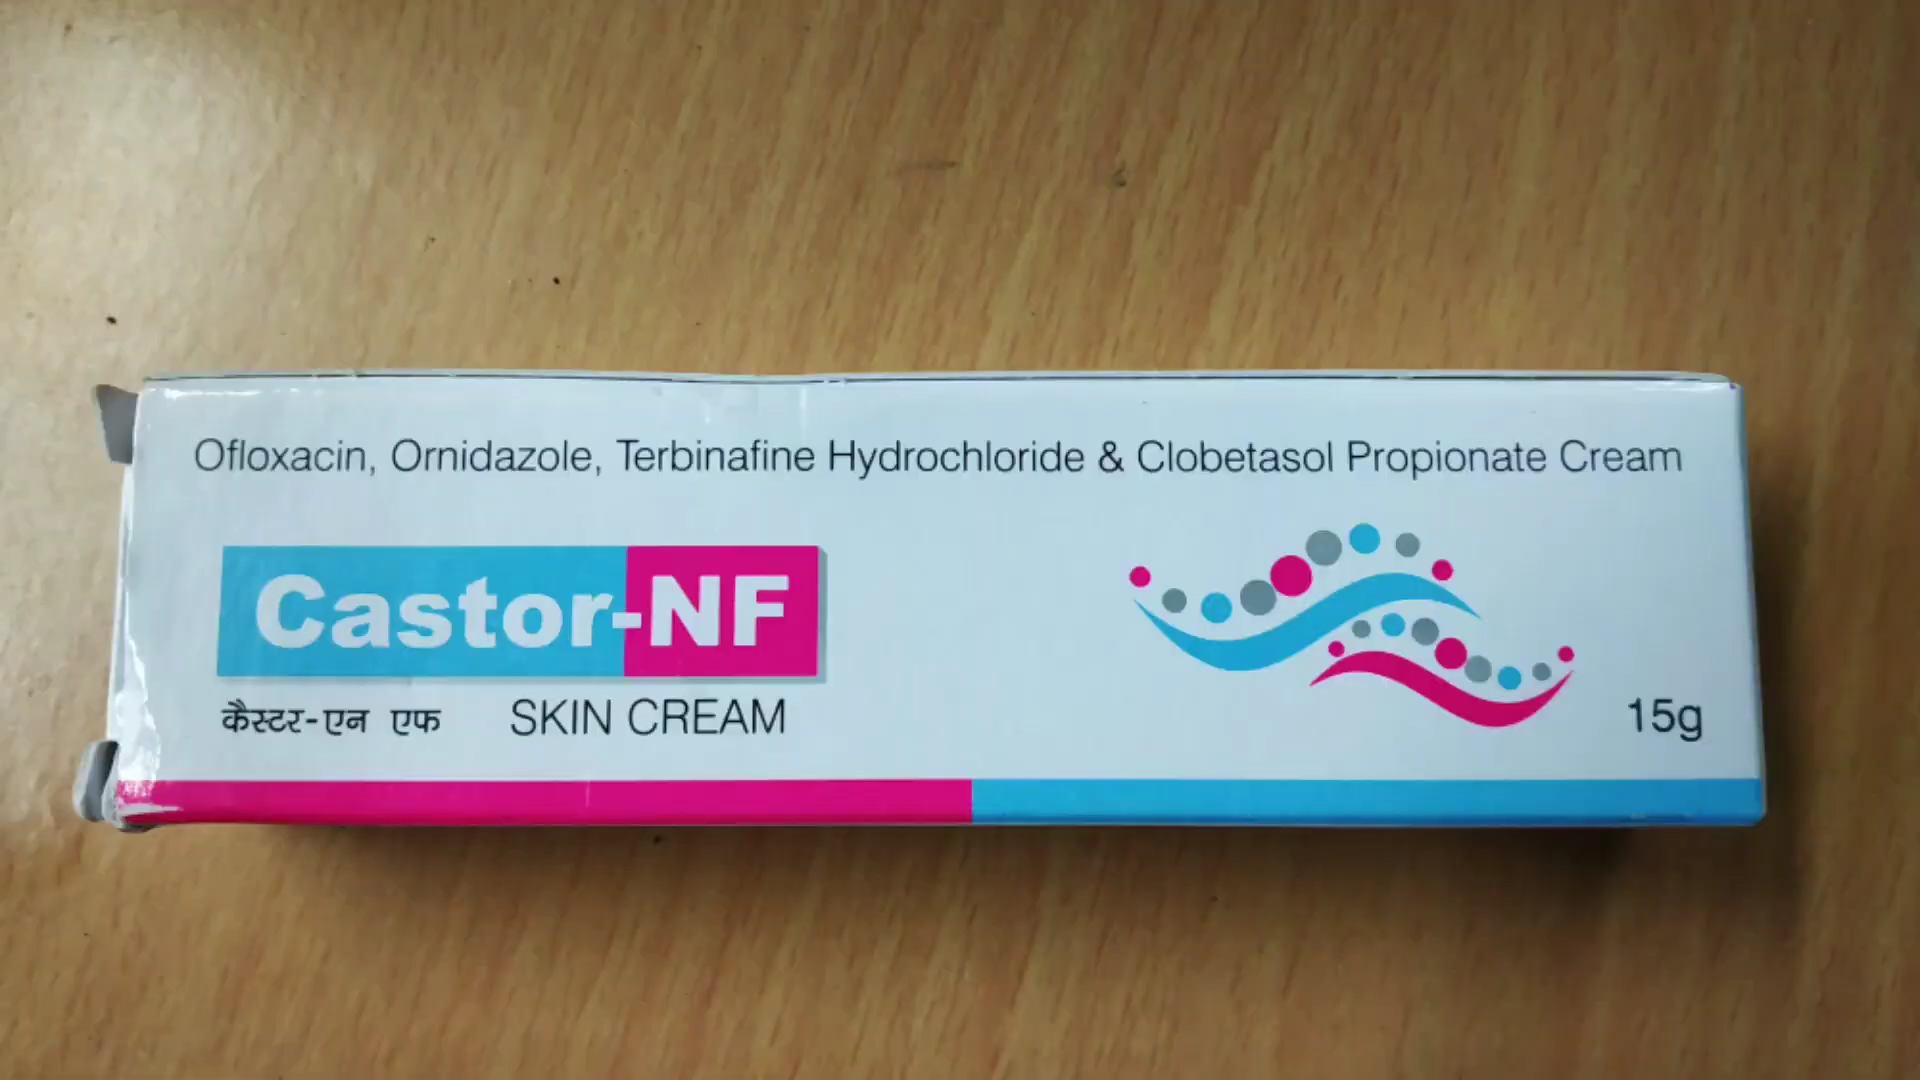 Ofloxacin, Ornidazole, Terbinafine Hydrochloride & Clobetasol Propionate Cream
Castor-NF
कैस्टर-एन एफ SKIN CREAM
15g